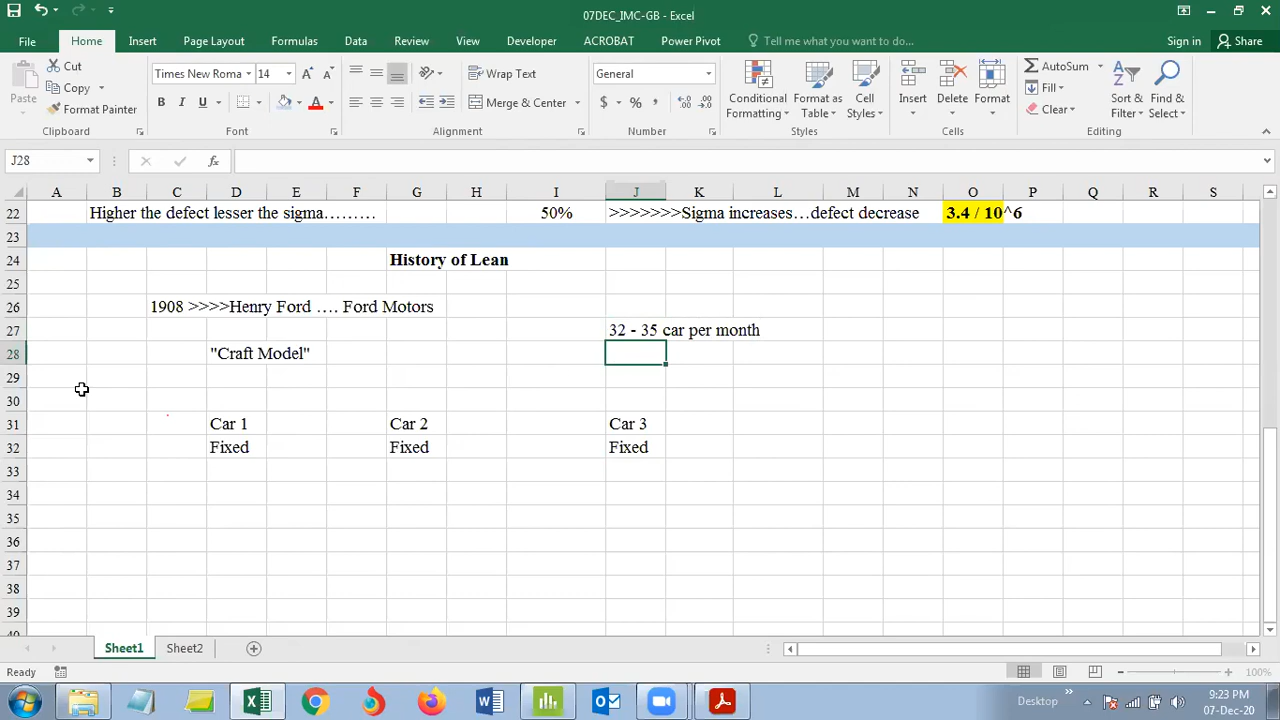 07DEC_IMC-GB - Excel
File Home Insert Page Layout Formulas Data Review View Developer ACROBAT Power Pivot Tell me what you want to do... Sign in Share
Paste Cut Copy Format Painter
Times New Roma 14 A A B I U A
Wrap Text Merge & Center
General $ % , .0 .00
Conditional Formatting Format as Table Cell Styles
Insert Delete Format
AutoSum Fill Clear Sort & Filter Find & Select
Clipboard Font Alignment Number Styles Cells Editing
J28 fx
A B C D E F G H I J K L M N O P Q R S
22 Higher the defect lesser the sigma……… 50% >>>>>>>Sigma increases…defect decrease 3.4 / 10^6
23
24 History of Lean
25
26 1908 >>>>Henry Ford …. Ford Motors
27 32 - 35 car per month
28 "Craft Model"
29
30
31 Car 1 Car 2 Car 3
32 Fixed Fixed Fixed
33
34
35
36
37
38
39
40
Sheet1 Sheet2
Ready 100%
Desktop 9:23 PM
07-Dec-20